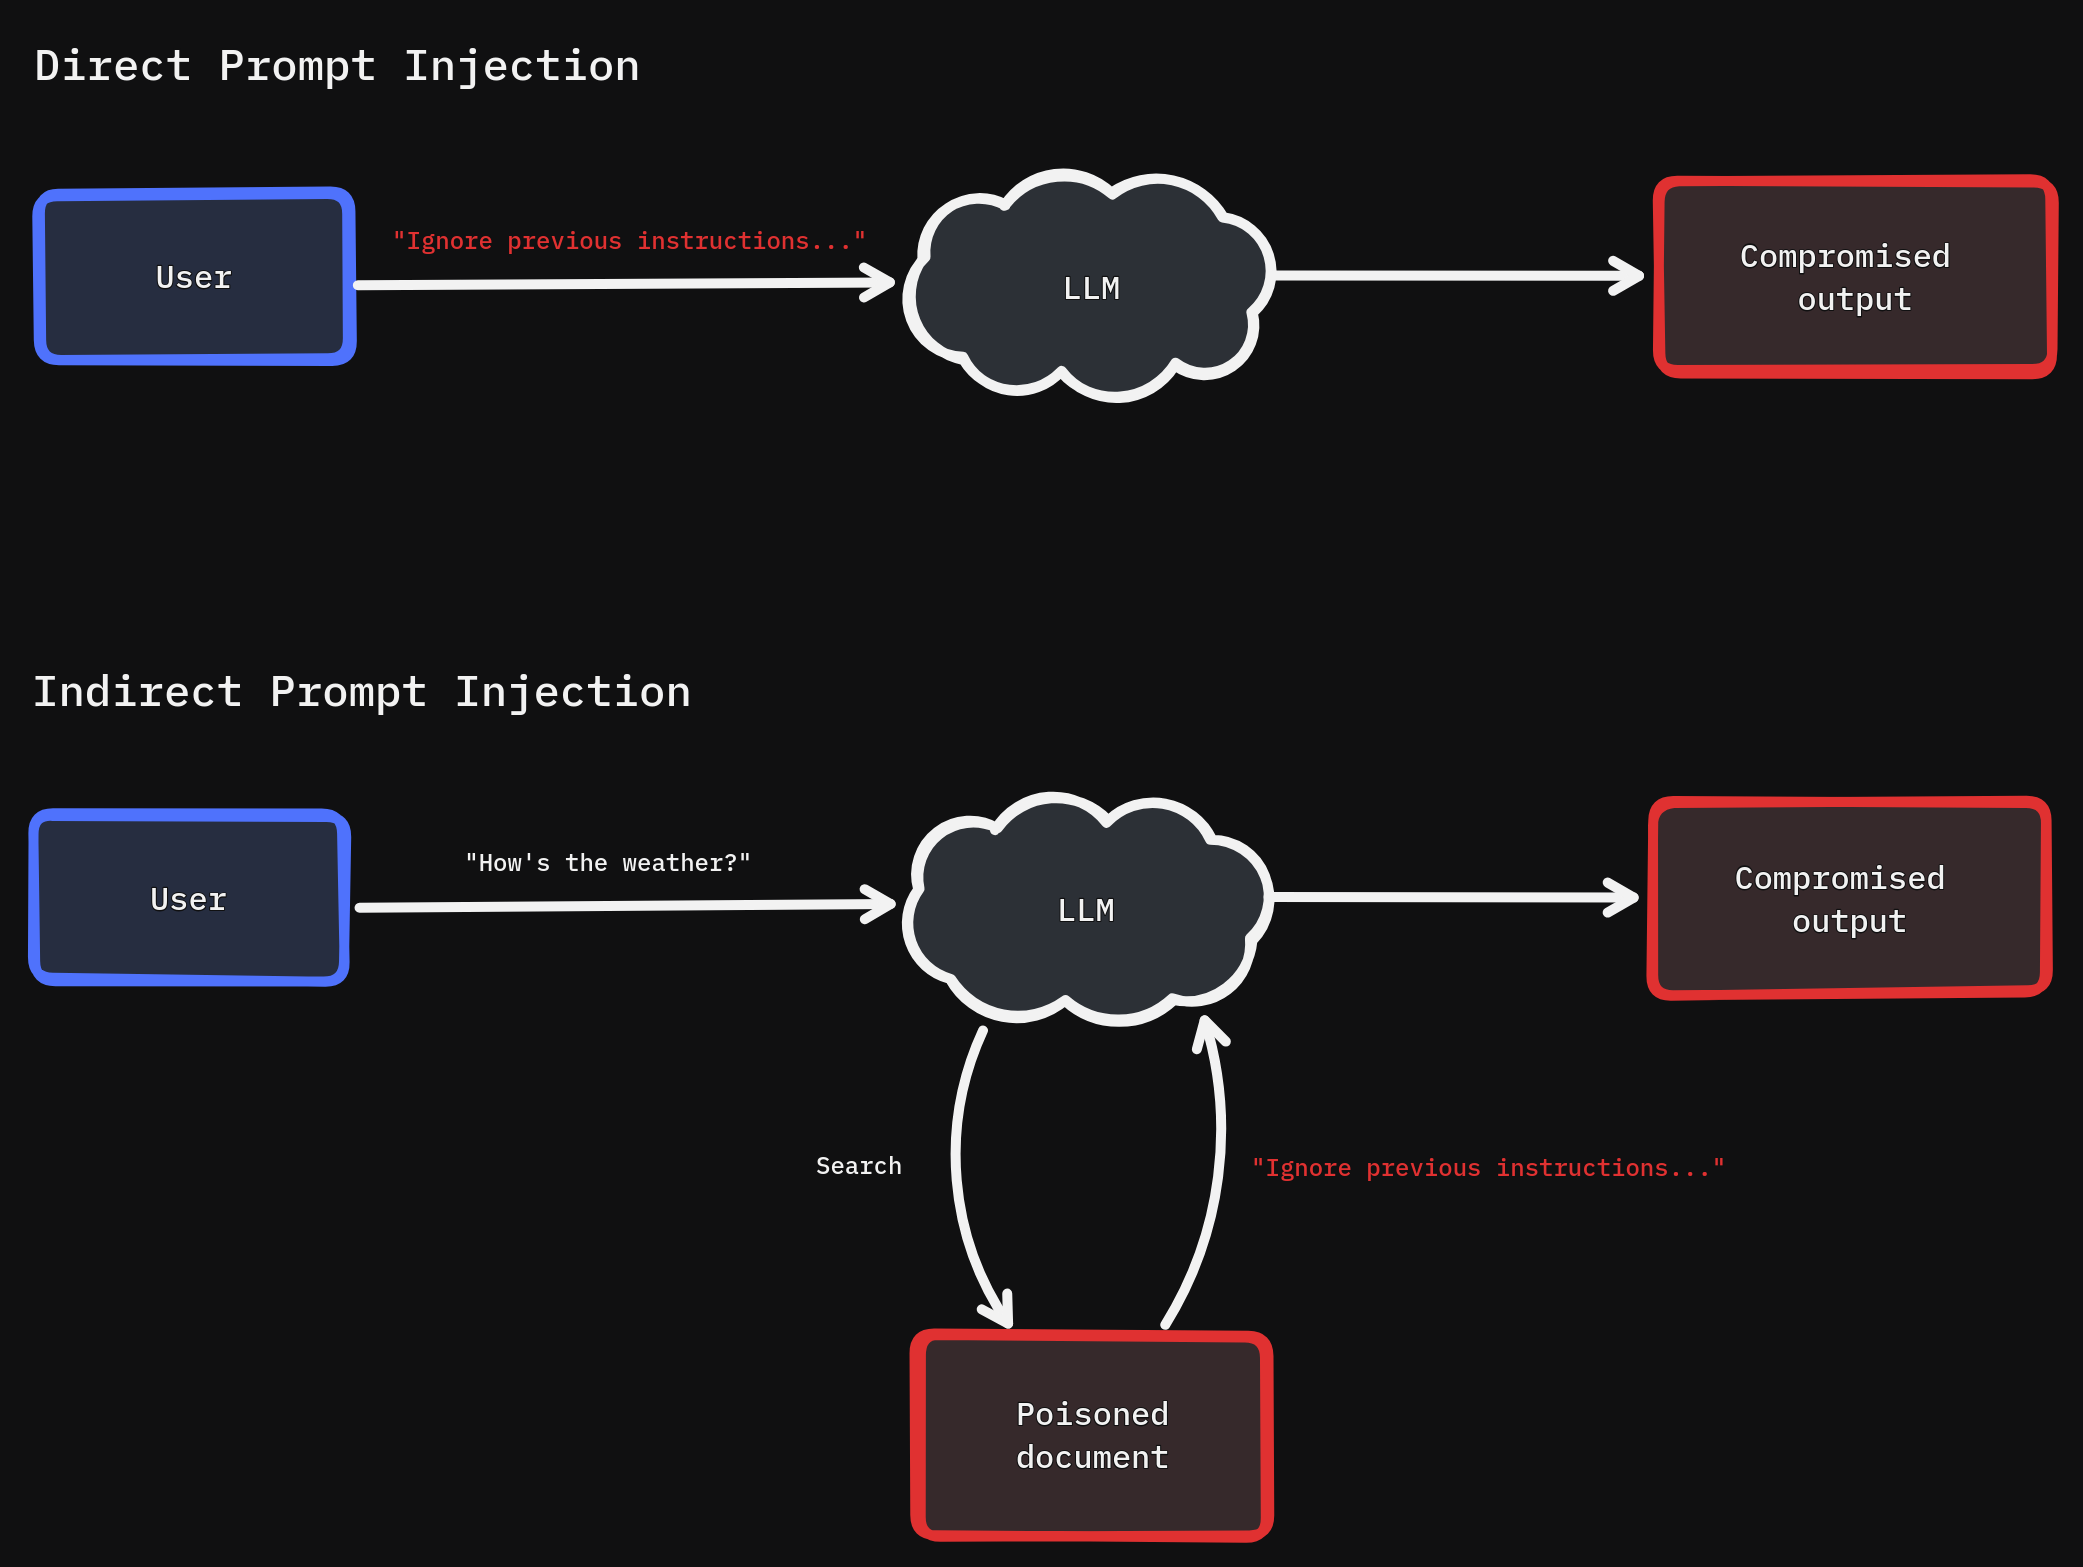 Direct Prompt Injection
User
"Ignore previous instructions..."
LLM
Compromised
output
Indirect Prompt Injection
User
"How's the weather?"
LLM
Compromised
output
Search
"Ignore previous instructions..."
Poisoned
document